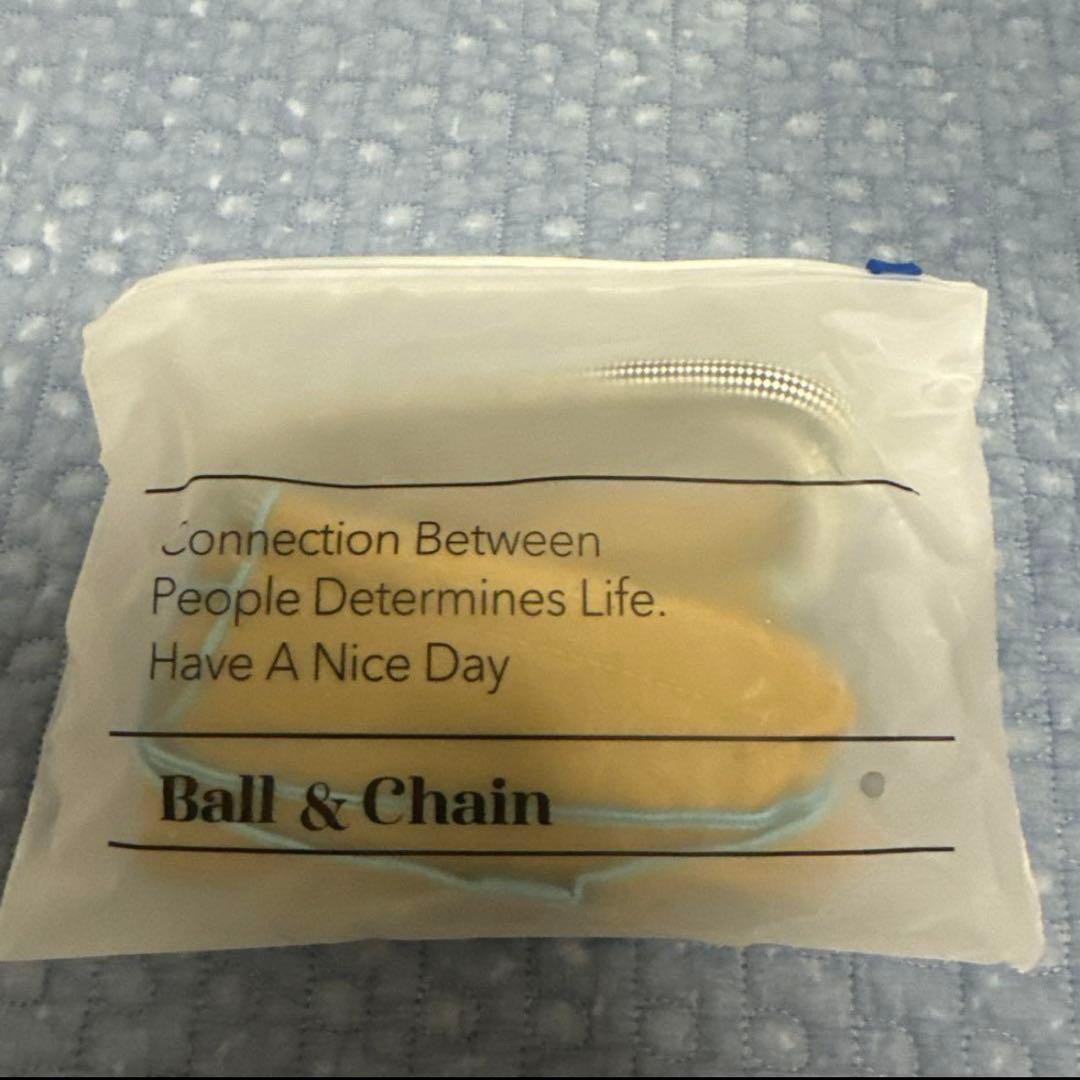 Connection Between
People Determines Life.
Have A Nice Day
Ball & Chain